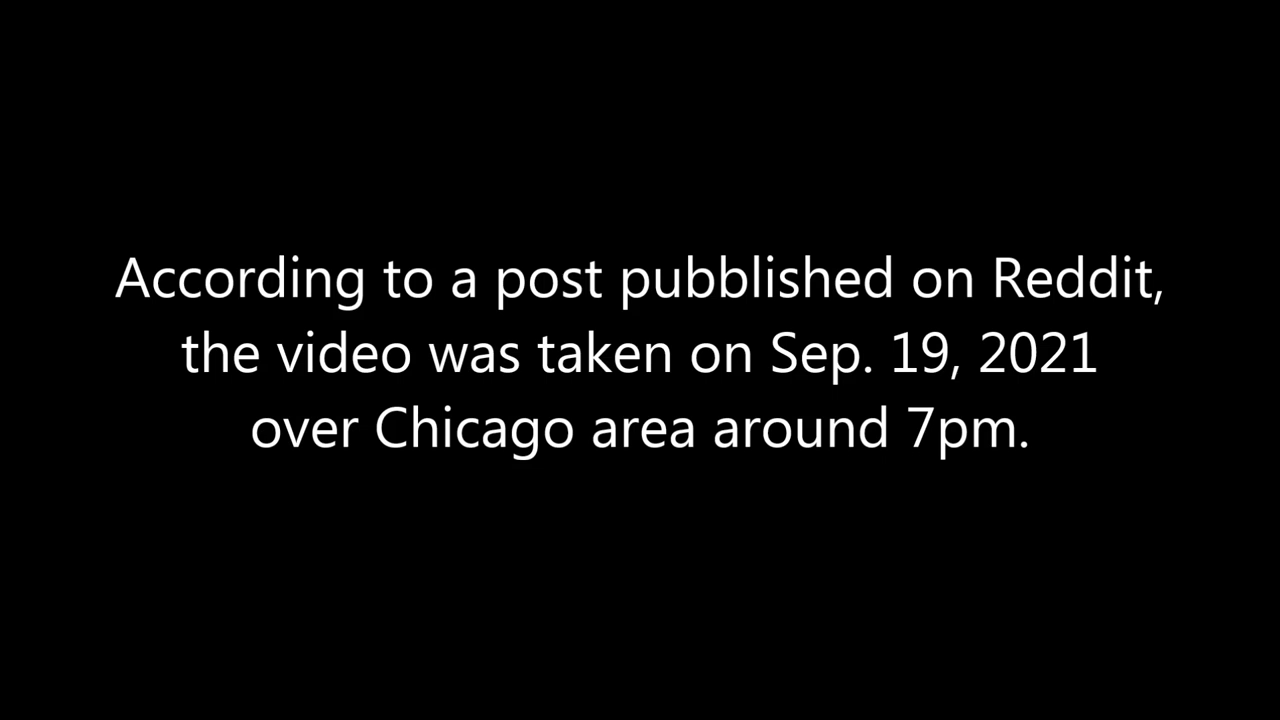 According to a post pubblished on Reddit,
the video was taken on Sep. 19, 2021
over Chicago area around 7pm.